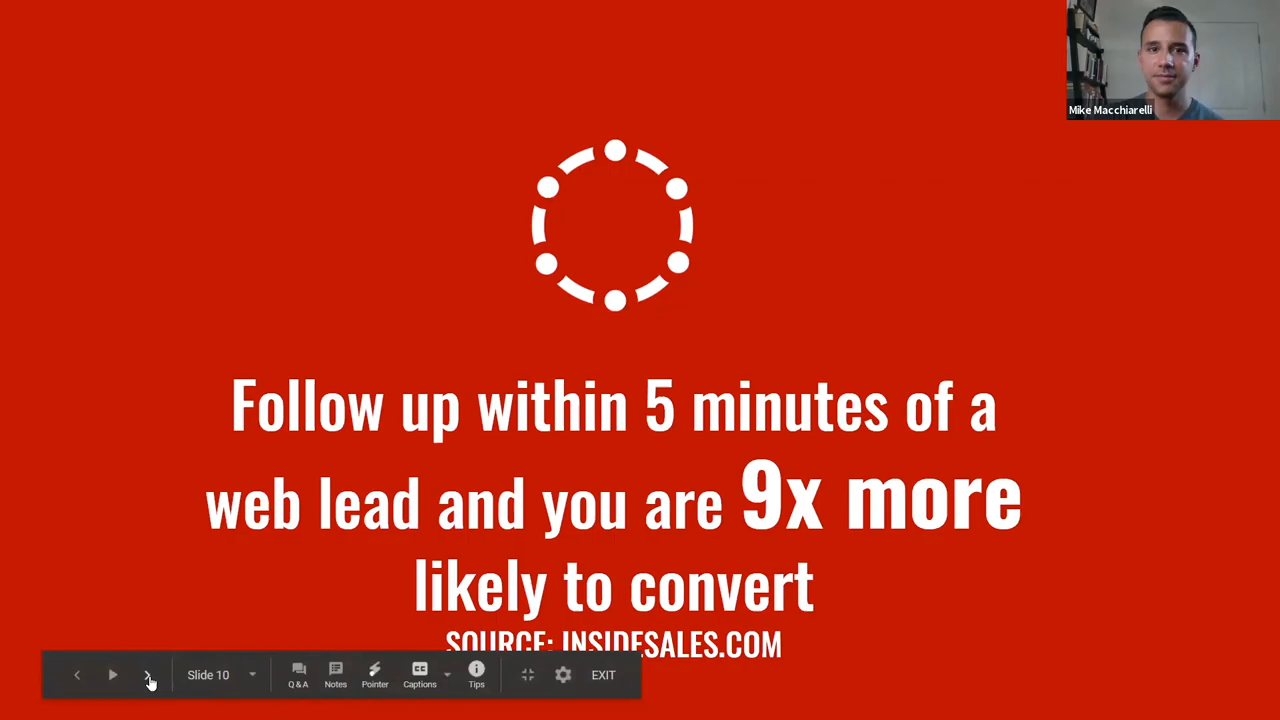 Mike Macchiarelli
Follow up within 5 minutes of a
web lead and you are 9x more
likely to convert
SOURCE: INSIDESALES.COM
Slide 10
Q & A
Notes
Pointer
Captions
Tips
EXIT